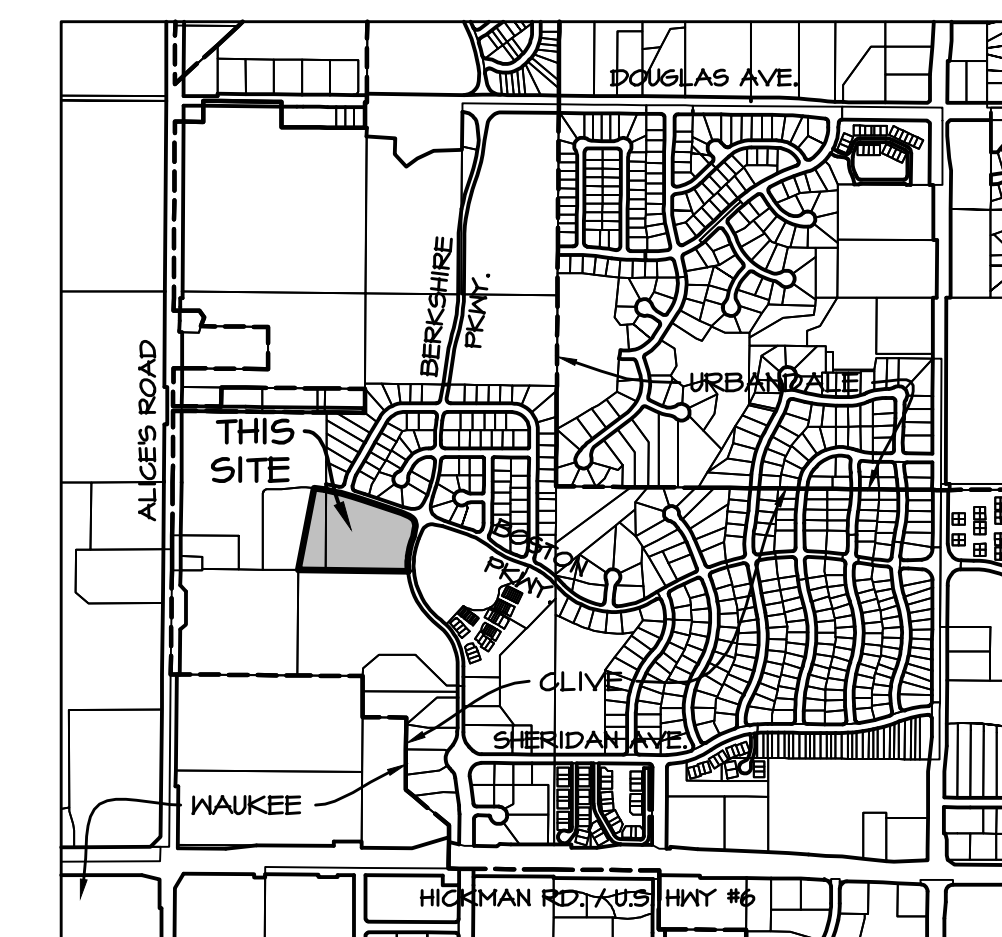 DOUGLAS AVE.
BERKSHIRE
PKWY.
ALICE'S ROAD
URBANDALE
THIS
SITE
BOSTON
PKWY.
CLIVE
SHERIDAN AVE.
WAUKEE
HICKMAN RD. / U.S. HWY #6